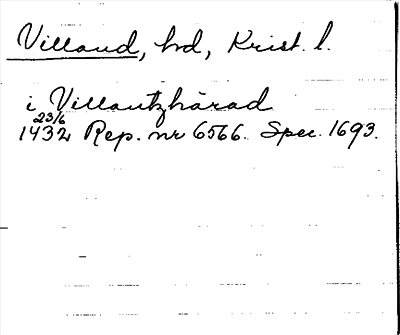 Villand, hd, Krist. l.
i Villantzhärad
23/6
1432 Rep. nr 6566. Spec. 1693.